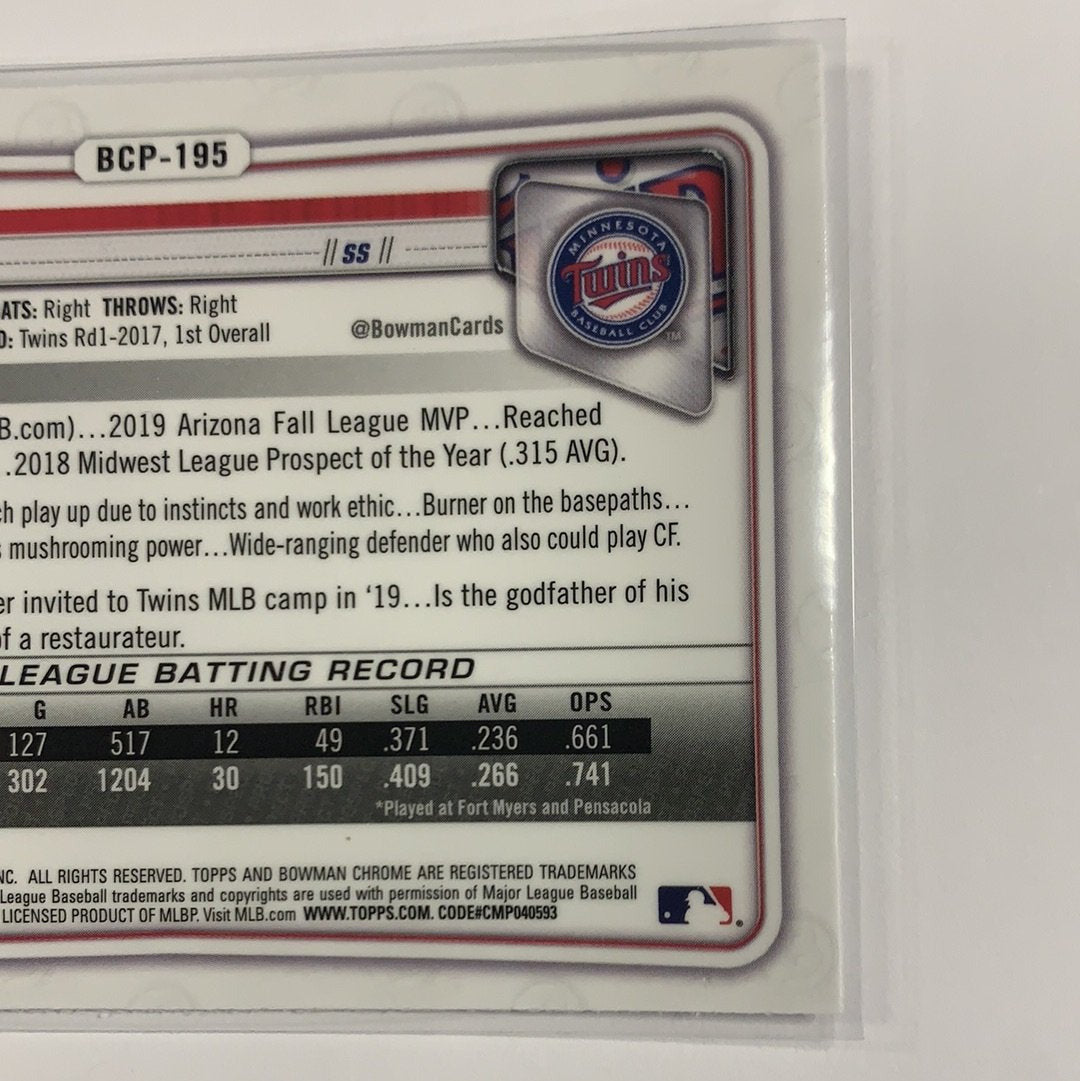 BCP-195
// SS //
MINNESOTA
Twins
BASEBALL CLUB
TM
ATS: Right THROWS: Right
D: Twins Rd1-2017, 1st Overall
@BowmanCards
B.com)...2019 Arizona Fall League MVP...Reached
.2018 Midwest League Prospect of the Year (.315 AVG).
ch play up due to instincts and work ethic...Burner on the basepaths...
s mushrooming power...Wide-ranging defender who also could play CF.
er invited to Twins MLB camp in '19...Is the godfather of his
of a restaurateur.
LEAGUE BATTING RECORD
G AB HR RBI SLG AVG OPS
127 517 12 49 .371 .236 .661
302 1204 30 150 .409 .266 .741
*Played at Fort Myers and Pensacola
NC. ALL RIGHTS RESERVED. TOPPS AND BOWMAN CHROME ARE REGISTERED TRADEMARKS
League Baseball trademarks and copyrights are used with permission of Major League Baseball
LICENSED PRODUCT OF MLBP. Visit MLB.com WWW.TOPPS.COM. CODE#CMP040593